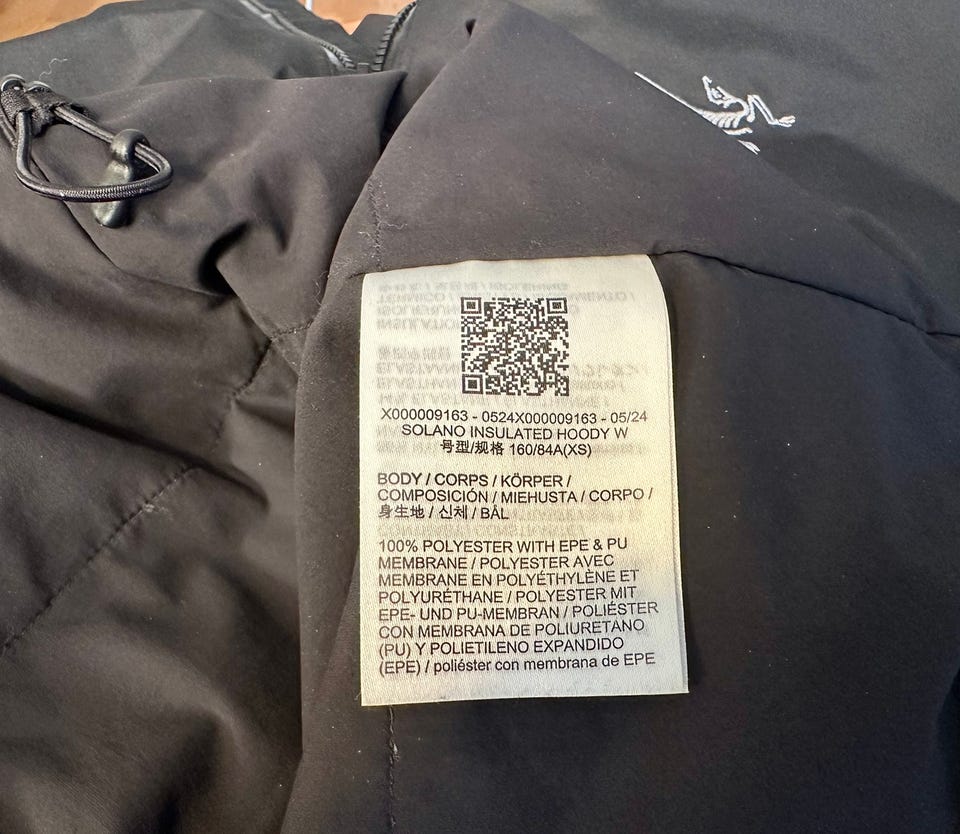 X000009163 - 0524X000009163 - 05/24
SOLANO INSULATED HOODY W
号型/规格 160/84A(XS)
BODY / CORPS / KÖRPER /
COMPOSICIÓN / MIEHUSTA / CORPO /
身生地 / 신체 / BÅL
100% POLYESTER WITH EPE & PU
MEMBRANE / POLYESTER AVEC
MEMBRANE EN POLYÉTHYLÈNE ET
POLYURÉTHANE / POLYESTER MIT
EPE- UND PU-MEMBRAN / POLIÉSTER
CON MEMBRANA DE POLIURETANO
(PU) Y POLIETILENO EXPANDIDO
(EPE) / poliéster con membrana de EPE